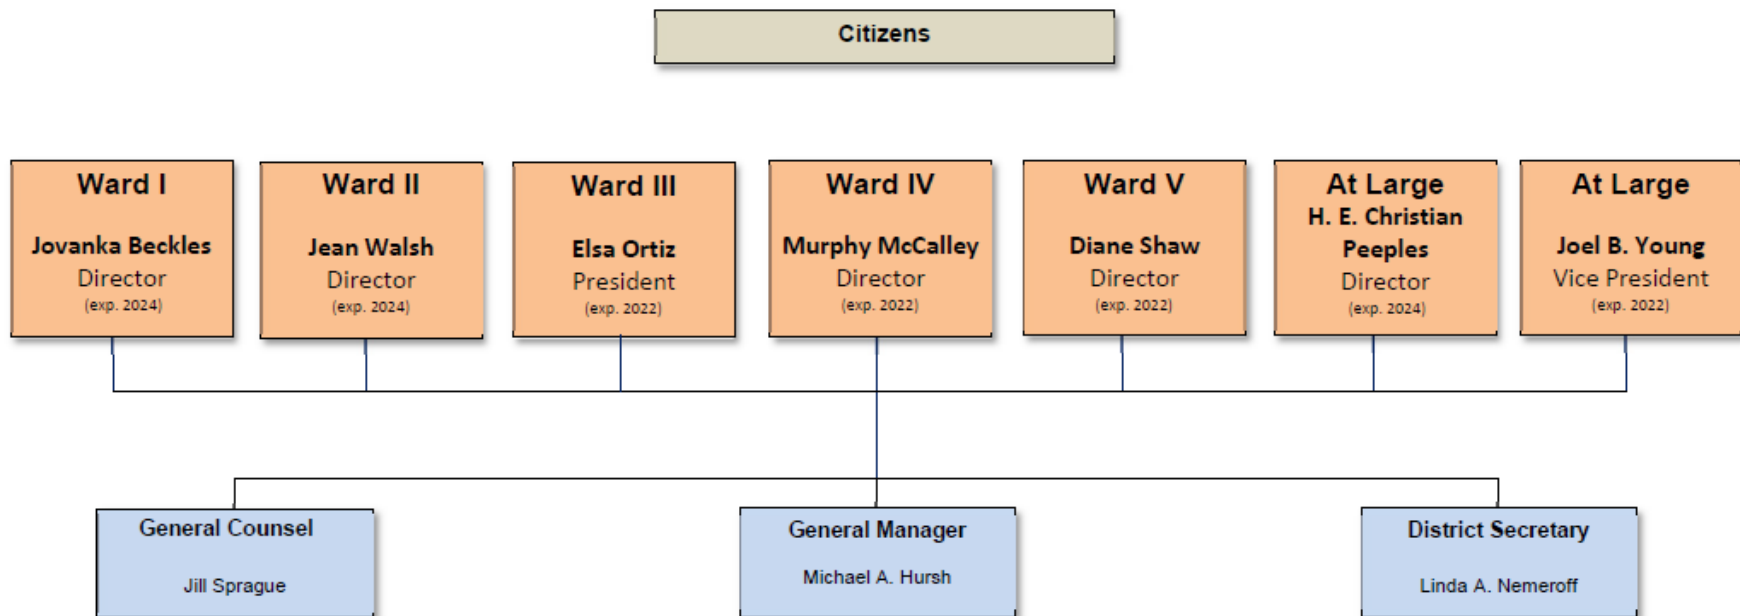 Citizens
Ward I
Jovanka Beckles
Director
(exp. 2024)
Ward II
Jean Walsh
Director
(exp. 2024)
Ward III
Elsa Ortiz
President
(exp. 2022)
Ward IV
Murphy McCalley
Director
(exp. 2022)
Ward V
Diane Shaw
Director
(exp. 2022)
At Large
H. E. Christian
Peeples
Director
(exp. 2024)
At Large
Joel B. Young
Vice President
(exp. 2022)
General Counsel
Jill Sprague
General Manager
Michael A. Hursh
District Secretary
Linda A. Nemeroff